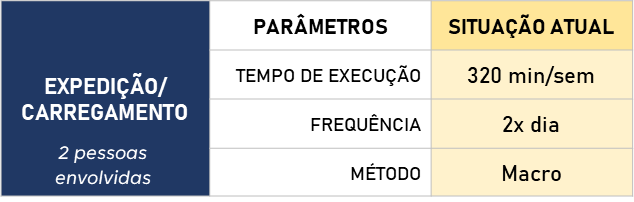 EXPEDIÇÃO/
CARREGAMENTO
2 pessoas
envolvidas
PARÂMETROS
SITUAÇÃO ATUAL
TEMPO DE EXECUÇÃO
320 min/sem
FREQUÊNCIA
2x dia
MÉTODO
Macro